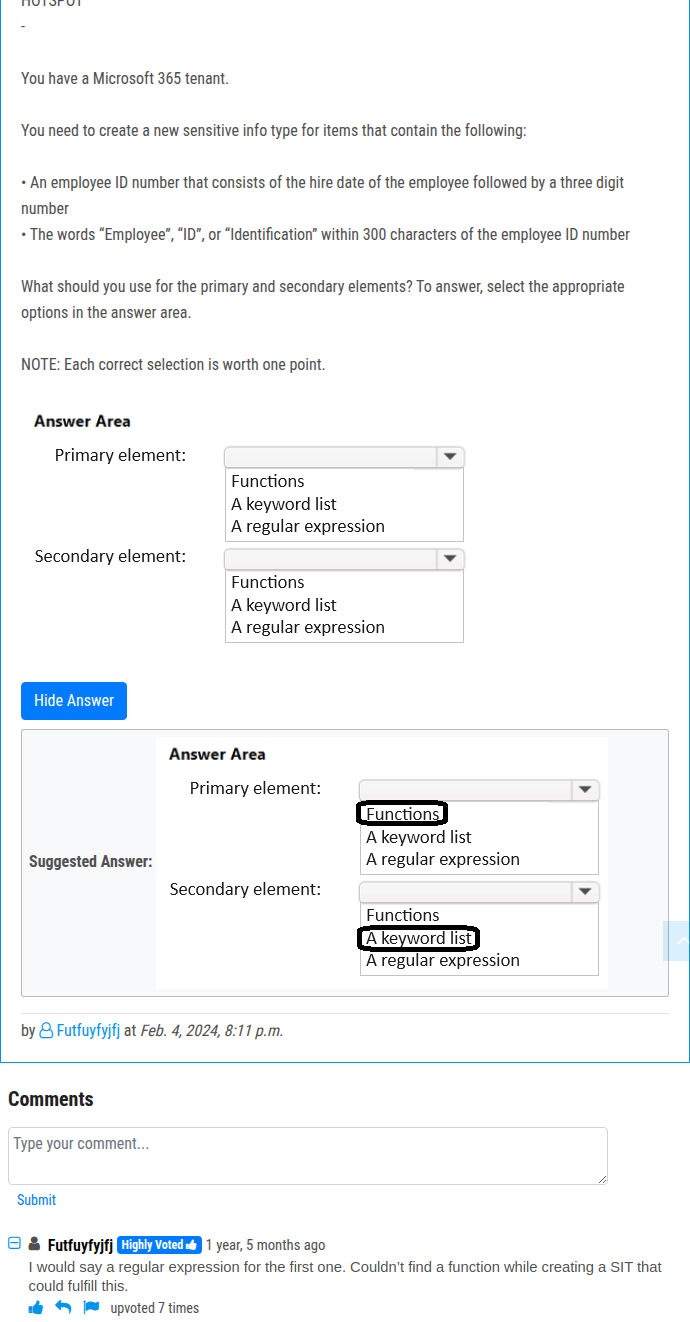 HOTSPOT
-
You have a Microsoft 365 tenant.
You need to create a new sensitive info type for items that contain the following:
• An employee ID number that consists of the hire date of the employee followed by a three digit
number
• The words “Employee”, “ID”, or “Identification” within 300 characters of the employee ID number
What should you use for the primary and secondary elements? To answer, select the appropriate
options in the answer area.
NOTE: Each correct selection is worth one point.
Answer Area
Primary element:
Functions
A keyword list
A regular expression
Secondary element:
Functions
A keyword list
A regular expression
Hide Answer
Suggested Answer:
Answer Area
Primary element:
Functions
A keyword list
A regular expression
Secondary element:
Functions
A keyword list
A regular expression
by Futfuyfyjfj at Feb. 4, 2024, 8:11 p.m.
Comments
Type your comment...
Submit
Futfuyfyjfj Highly Voted 1 year, 5 months ago
I would say a regular expression for the first one. Couldn't find a function while creating a SIT that
could fulfill this.
upvoted 7 times